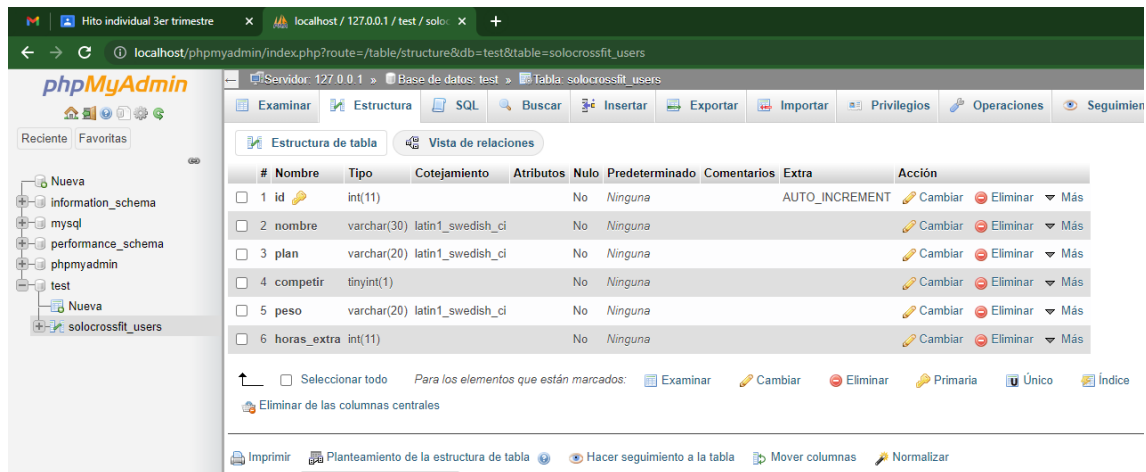 Hito individual 3er trimestre
localhost / 127.0.0.1 / test / soloc
localhost/phpmyadmin/index.php?route=/table/structure&db=test&table=solocrossfit_users
phpMyAdmin
Reciente Favoritas
Nueva
information_schema
mysql
performance_schema
phpmyadmin
test
Nueva
solocrossfit_users
Servidor: 127.0.0.1 » Base de datos: test » Tabla: solocrossfit_users
Examinar Estructura SQL Buscar Insertar Exportar Importar Privilegios Operaciones Seguimien
Estructura de tabla Vista de relaciones
# Nombre Tipo Cotejamiento Atributos Nulo Predeterminado Comentarios Extra Acción
1 id int(11) No Ninguna AUTO_INCREMENT Cambiar Eliminar Más
2 nombre varchar(30) latin1_swedish_ci No Ninguna Cambiar Eliminar Más
3 plan varchar(20) latin1_swedish_ci No Ninguna Cambiar Eliminar Más
4 competir tinyint(1) No Ninguna Cambiar Eliminar Más
5 peso varchar(20) latin1_swedish_ci No Ninguna Cambiar Eliminar Más
6 horas_extra int(11) No Ninguna Cambiar Eliminar Más
Seleccionar todo Para los elementos que están marcados: Examinar Cambiar Eliminar Primaria Único Índice
Eliminar de las columnas centrales
Imprimir Planteamiento de la estructura de tabla Hacer seguimiento a la tabla Mover columnas Normalizar